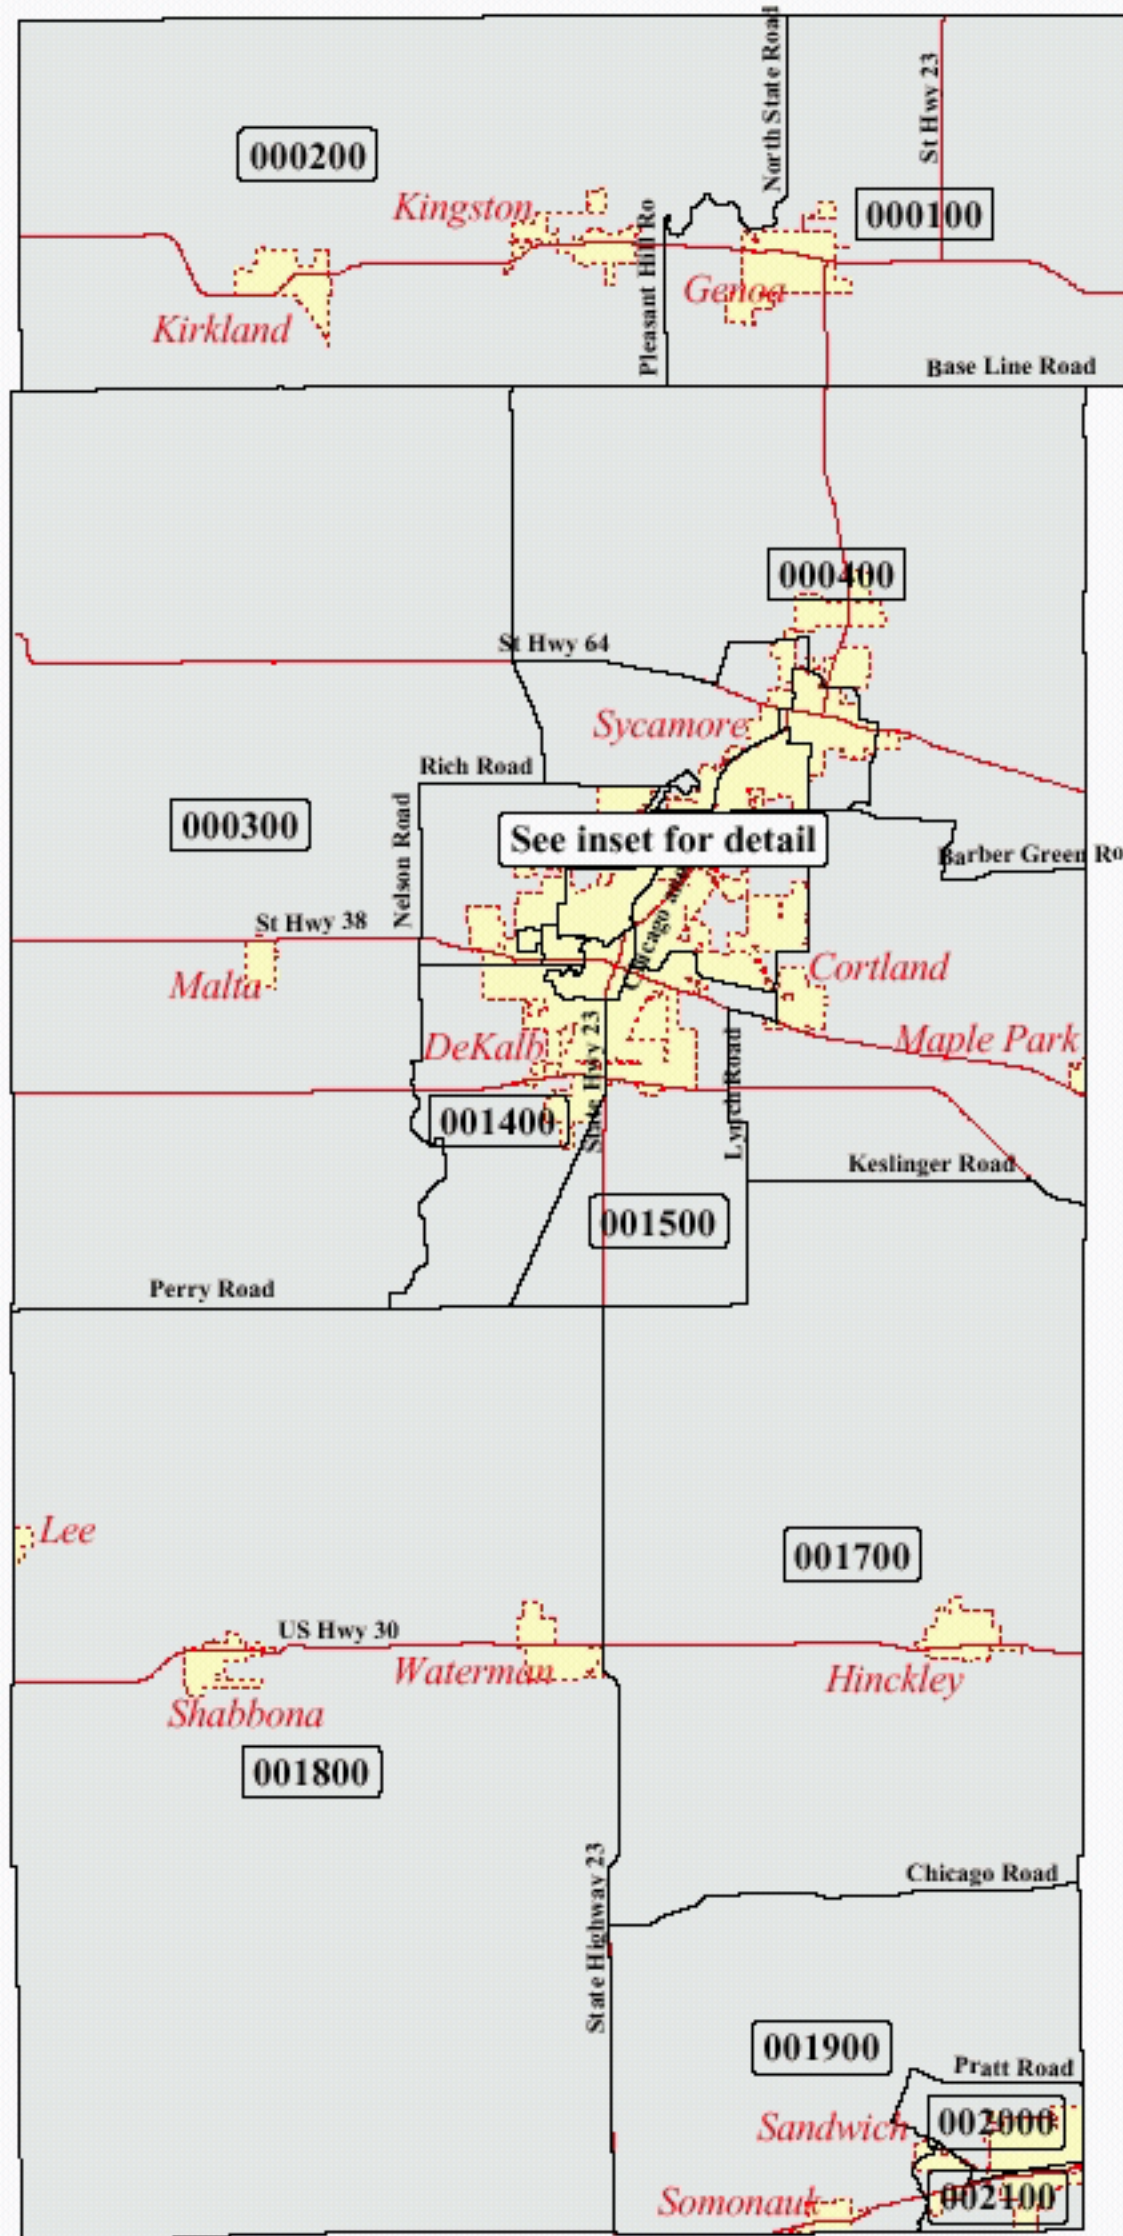 North State Road
St Hwy 23
000200
Kingston
000100
Pleasant Hill Ro
Genoa
Kirkland
Base Line Road
000400
St Hwy 64
Sycamore
Rich Road
000300
See inset for detail
Barber Green Ro
Nelson Road
St Hwy 38
Chicago and
Malta
Cortland
DeKalb
Maple Park
State Hwy 23
Lynch Road
001400
Keslinger Road
001500
Perry Road
Lee
001700
US Hwy 30
Waterman
Hinckley
Shabbona
001800
Chicago Road
State Highway 23
001900
Pratt Road
002000
Sandwich
002100
Somonauk